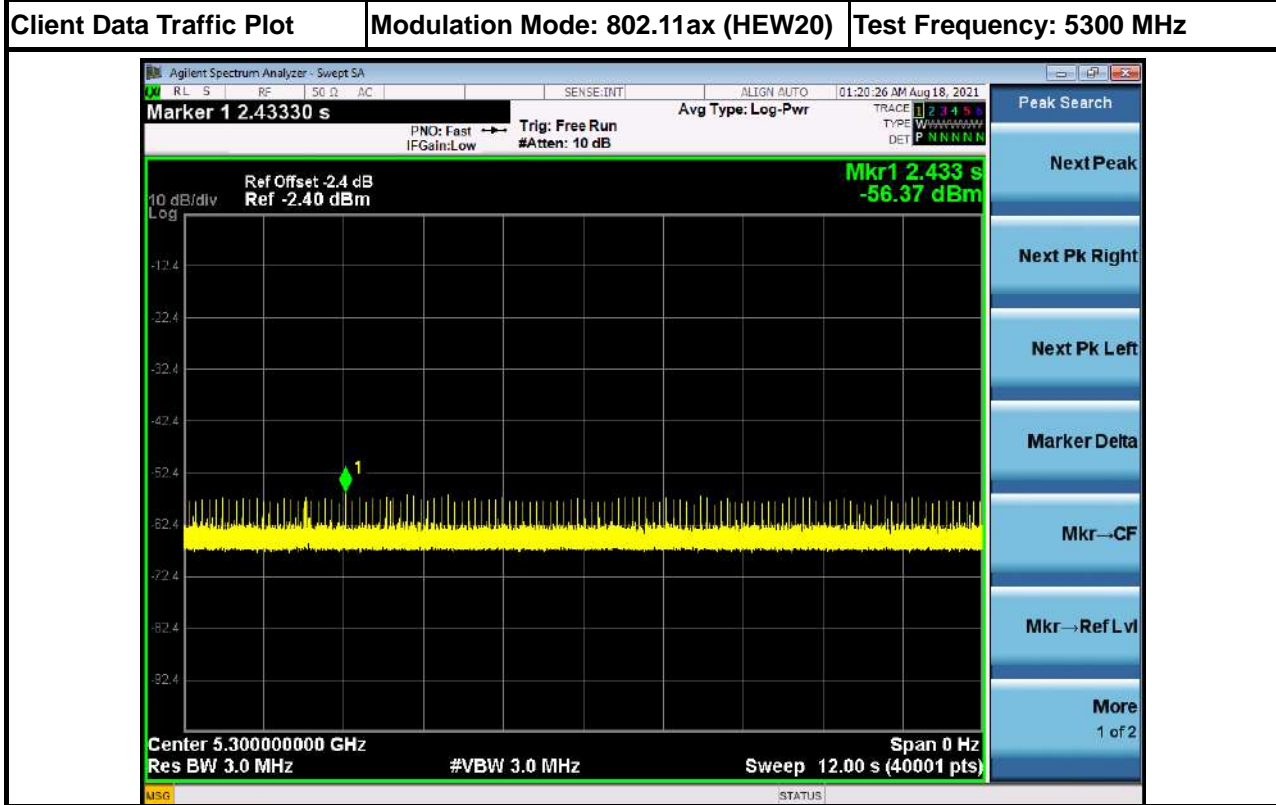 Client Data Traffic Plot Modulation Mode: 802.11ax (HEW20) Test Frequency: 5300 MHz
Agilent Spectrum Analyzer - Swept SA
RL S RF 50 Ω AC SENSE:INT ALIGN AUTO 01:20:26 AM Aug 18, 2021
Marker 1 2.43330 s
PNO: Fast
IFGain:Low
Trig: Free Run
#Atten: 10 dB
Avg Type: Log-Pwr
TRACE 1 2 3 4 5 6
TYPE WWWWWWW
DET P N N N N N
Peak Search
Mkr1 2.433 s
-56.37 dBm
Ref Offset -2.4 dB
10 dB/div Ref -2.40 dBm
Log
-12.4
-22.4
-32.4
-42.4
-52.4
-62.4
-72.4
-82.4
-92.4
1
Next Peak
Next Pk Right
Next Pk Left
Marker Delta
Mkr→CF
Mkr→Ref Lvl
More
1 of 2
Center 5.300000000 GHz Span 0 Hz
Res BW 3.0 MHz #VBW 3.0 MHz Sweep 12.00 s (40001 pts)
MSG STATUS